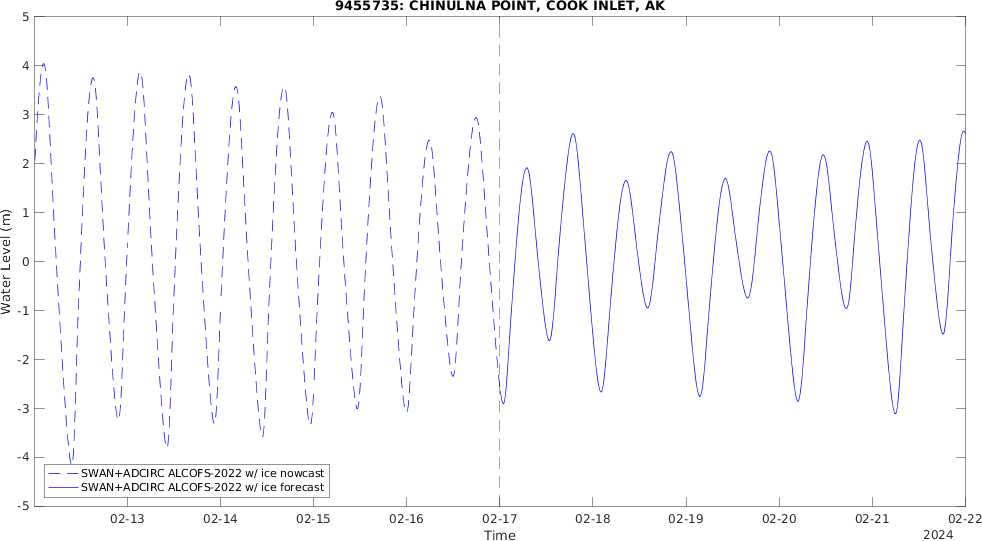 9455735: CHINULNA POINT, COOK INLET, AK
5
4
3
2
1
0
-1
-2
-3
-4
-5
Water Level (m)
SWAN+ADCIRC ALCOFS-2022 w/ ice nowcast
SWAN+ADCIRC ALCOFS-2022 w/ ice forecast
02-13 02-14 02-15 02-16 02-17 02-18 02-19 02-20 02-21 02-22
Time
2024